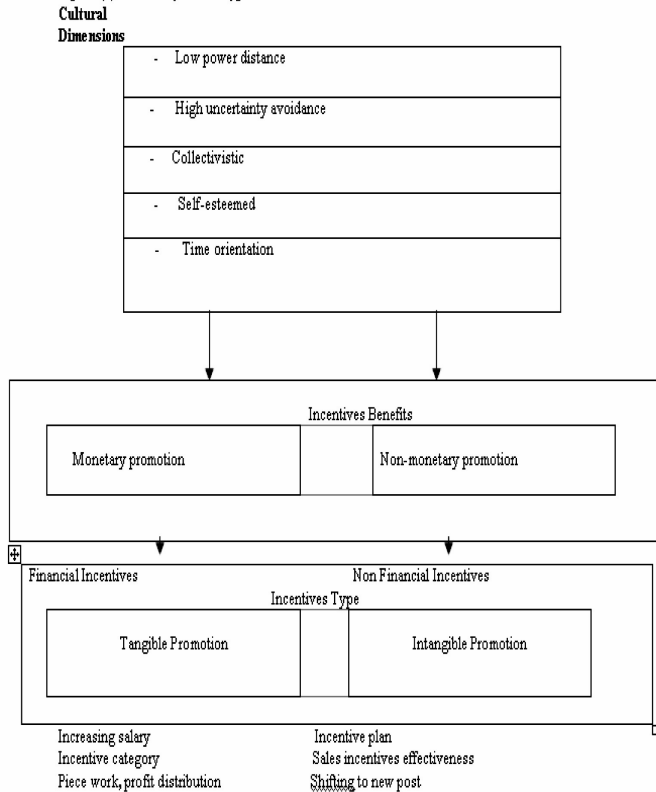 Cultural
Dimensions
- Low power distance
- High uncertainty avoidance
- Collectivistic
- Self-esteemed
- Time orientation
Incentives Benefits
Monetary promotion Non-monetary promotion
Financial Incentives Non Financial Incentives
Incentives Type
Tangible Promotion Intangible Promotion
Increasing salary Incentive plan
Incentive category Sales incentives effectiveness
Piece work, profit distribution Shifting to new post